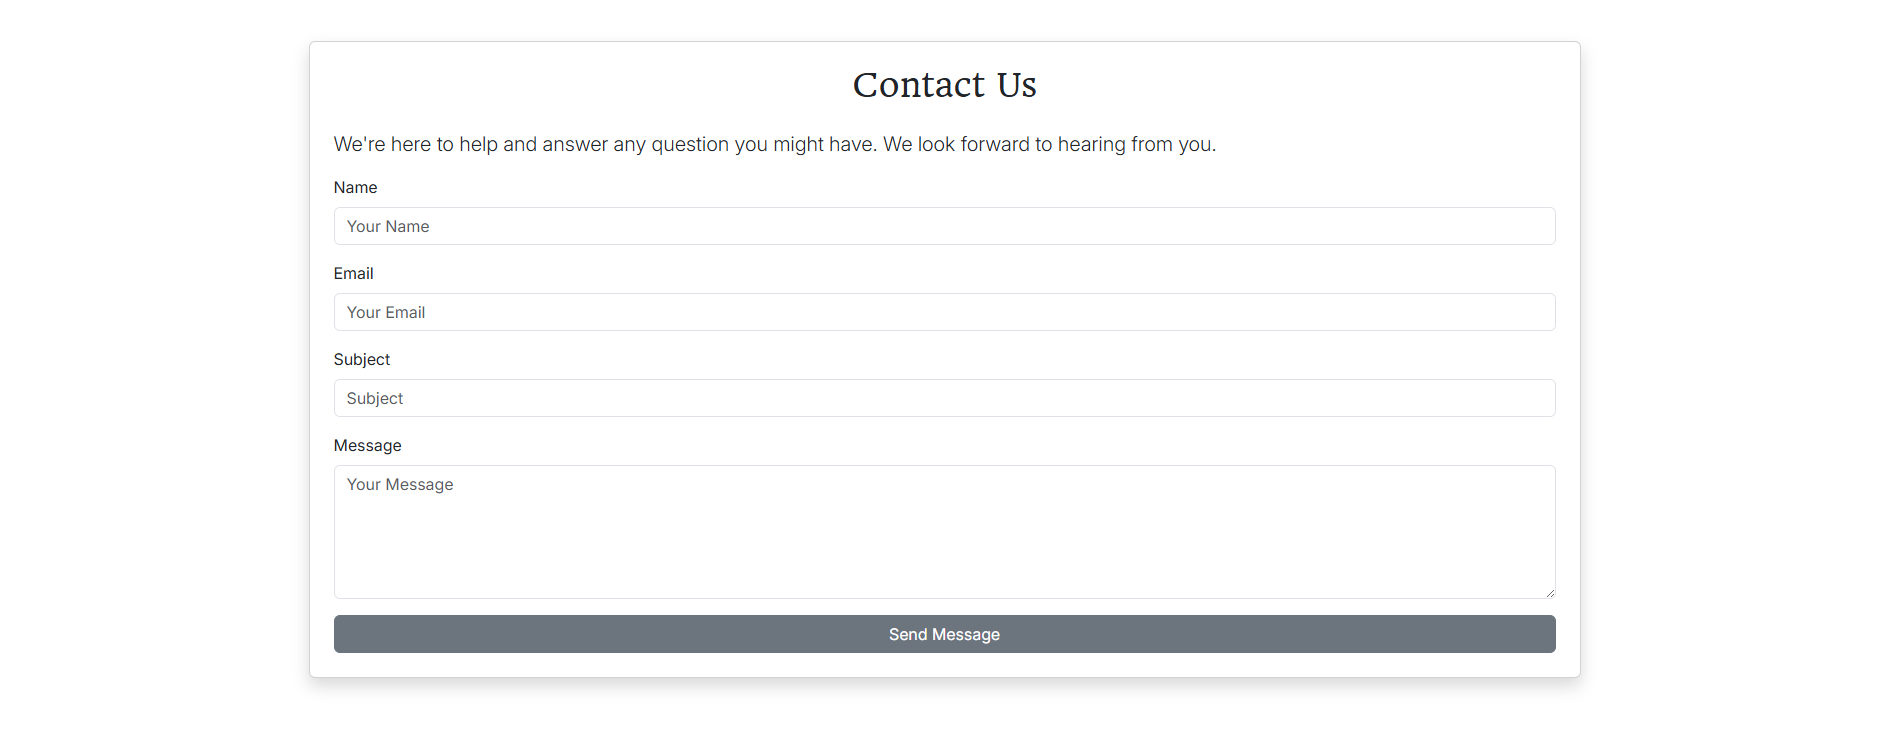 Contact Us
We're here to help and answer any question you might have. We look forward to hearing from you.
Name
Your Name
Email
Your Email
Subject
Subject
Message
Your Message
Send Message